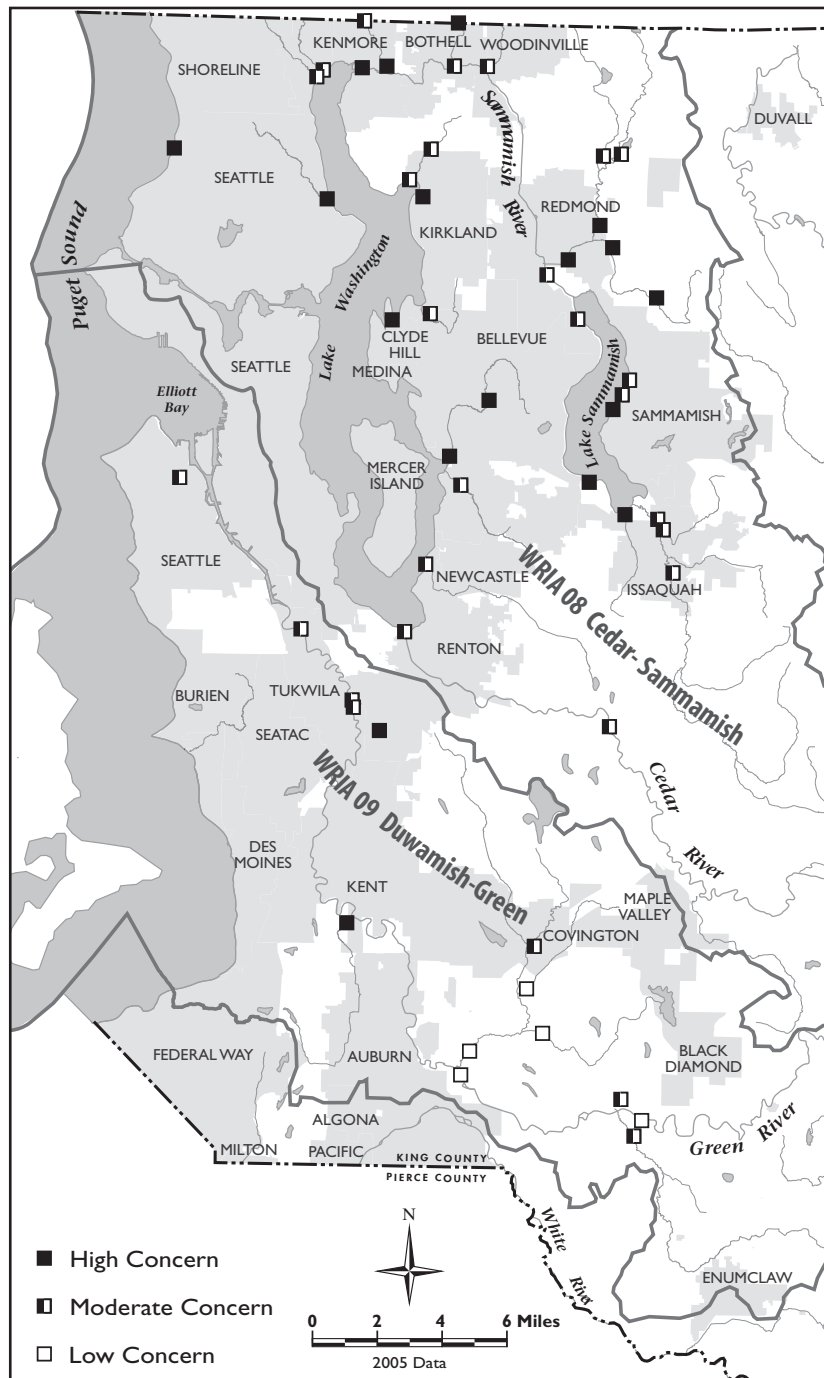 KENMORE
BOTHELL
WOODINVILLE
SHORELINE
DUVALL
Sammamish River
SEATTLE
REDMOND
KIRKLAND
Puget Sound
Lake Washington
CLYDE
HILL
BELLEVUE
MEDINA
SEATTLE
Elliott
Bay
Lake Sammamish
SAMMAMISH
MERCER
ISLAND
SEATTLE
NEWCASTLE
WRIA 08 Cedar- Sammamish
ISSAQUAH
RENTON
BURIEN
TUKWILA
SEATAC
WRIA 09 Duwamish-Green
Cedar River
DES
MOINES
KENT
MAPLE
VALLEY
COVINGTON
FEDERAL WAY
AUBURN
BLACK
DIAMOND
ALGONA
Green River
MILTON
PACIFIC
KING COUNTY
PIERCE COUNTY
White River
ENUMCLAW
N
High Concern
Moderate Concern
Low Concern
0 2 4 6 Miles
2005 Data